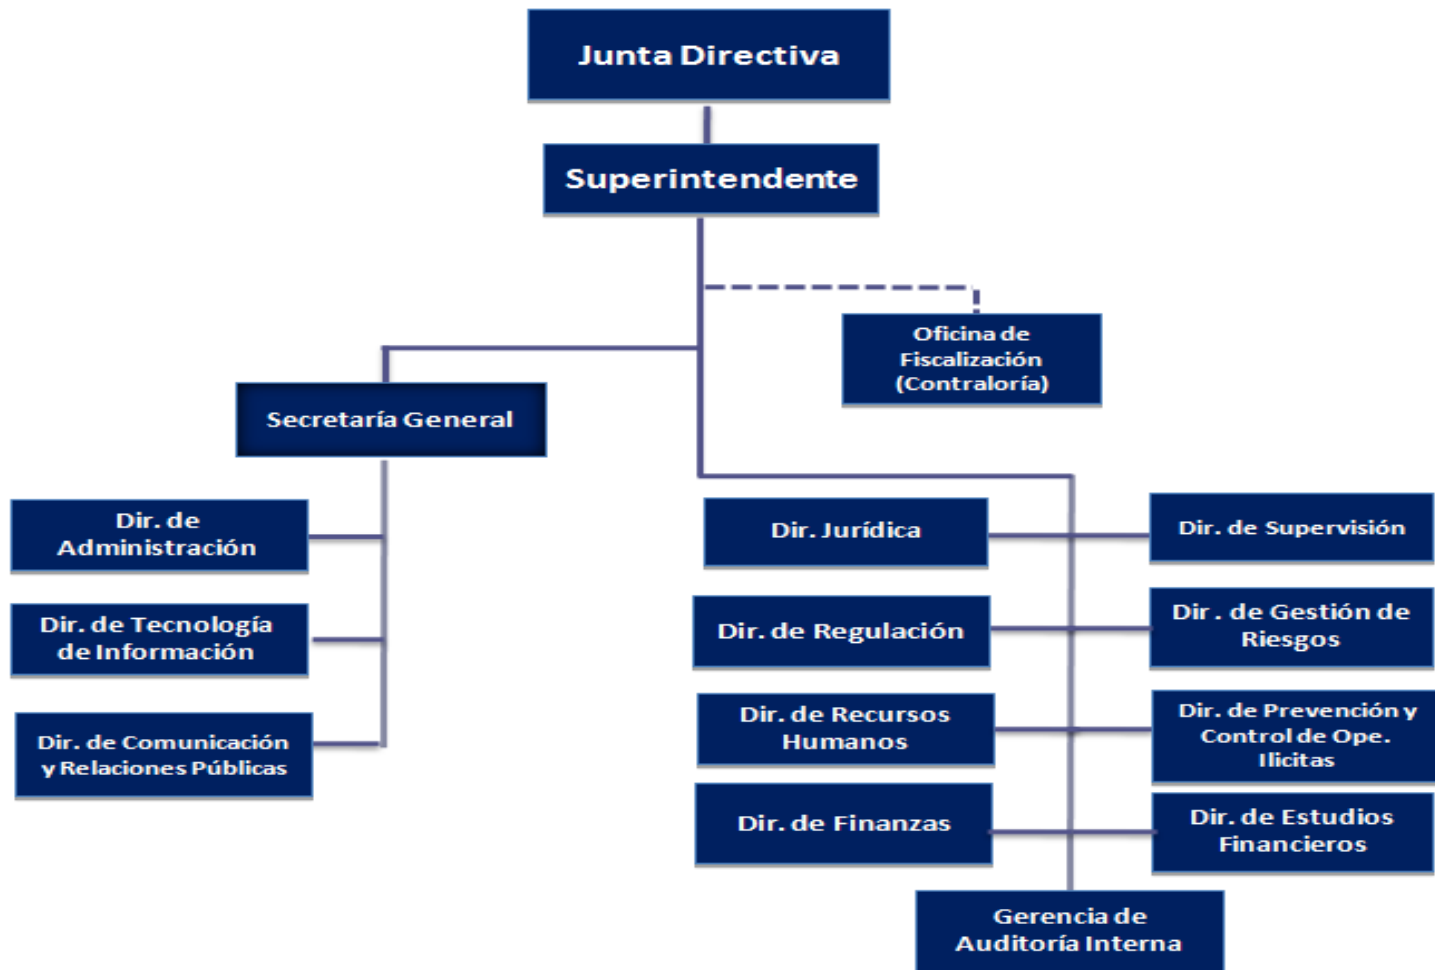 Junta Directiva
Superintendente
Oficina de
Fiscalización
(Contraloría)
Secretaría General
Dir. de
Administración
Dir. de Tecnología
de Información
Dir. de Comunicación
y Relaciones Públicas
Dir. Jurídica
Dir. de Supervisión
Dir. de Regulación
Dir . de Gestión de
Riesgos
Dir. de Recursos
Humanos
Dir. de Prevención y
Control de Ope.
Ilicitas
Dir. de Finanzas
Dir. de Estudios
Financieros
Gerencia de
Auditoría Interna